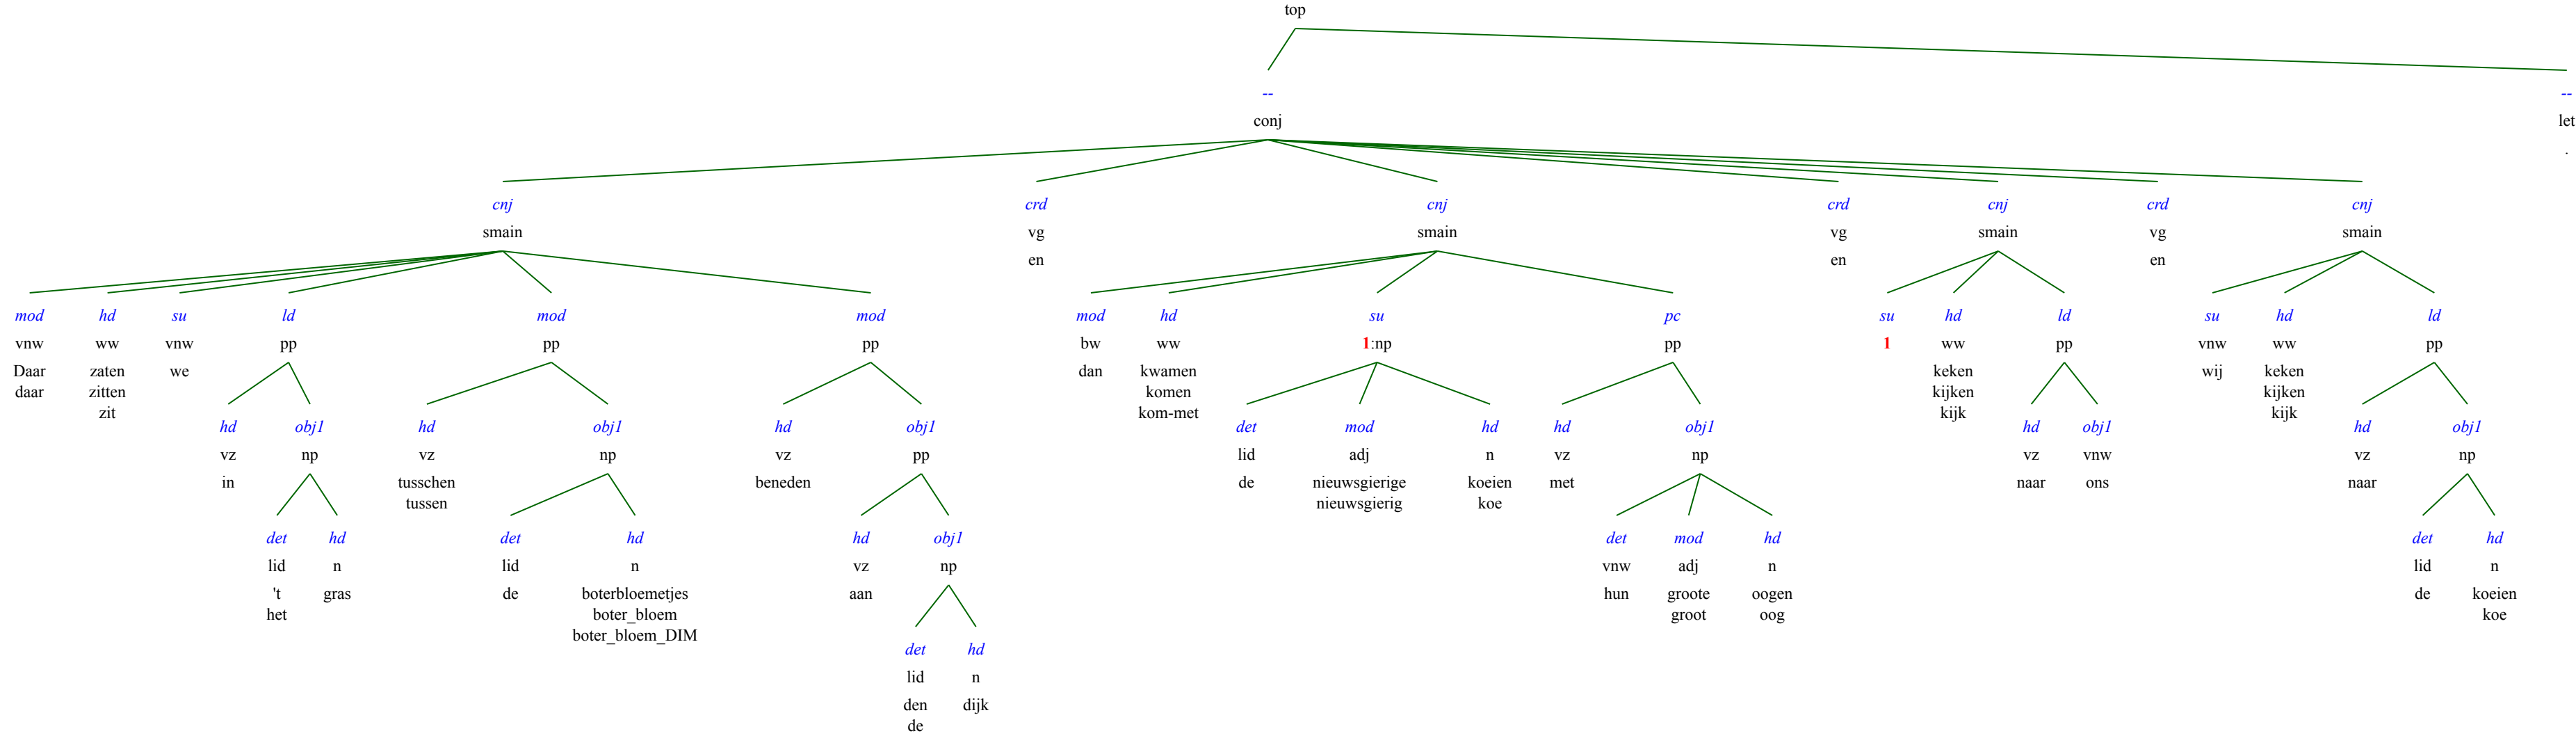 top
-- --
conj let
.
cnj crd cnj crd cnj crd cnj
smain vg smain vg smain vg smain
en en en
mod hd su ld mod mod mod hd su pc su hd ld su hd ld
vnw ww vnw pp pp pp bw ww 1:np pp 1 ww pp vnw ww pp
Daar zaten we dan kwamen keken wij keken
daar zitten komen kijken kijken
zit kom-met kijk kijk
hd obj1 hd obj1 hd obj1 det mod hd hd obj1 hd obj1 hd obj1
vz np vz np vz pp lid adj n vz np vz vnw vz np
in tusschen beneden de nieuwsgierige koeien met naar ons naar
tussen nieuwsgierig koe
det hd det hd hd obj1 det mod hd det hd
lid n lid n vz np vnw adj n lid n
't gras de boterbloemetjes aan hun groote oogen de koeien
het boter_bloem groot oog koe
boter_bloem_DIM
det hd
lid n
den dijk
de